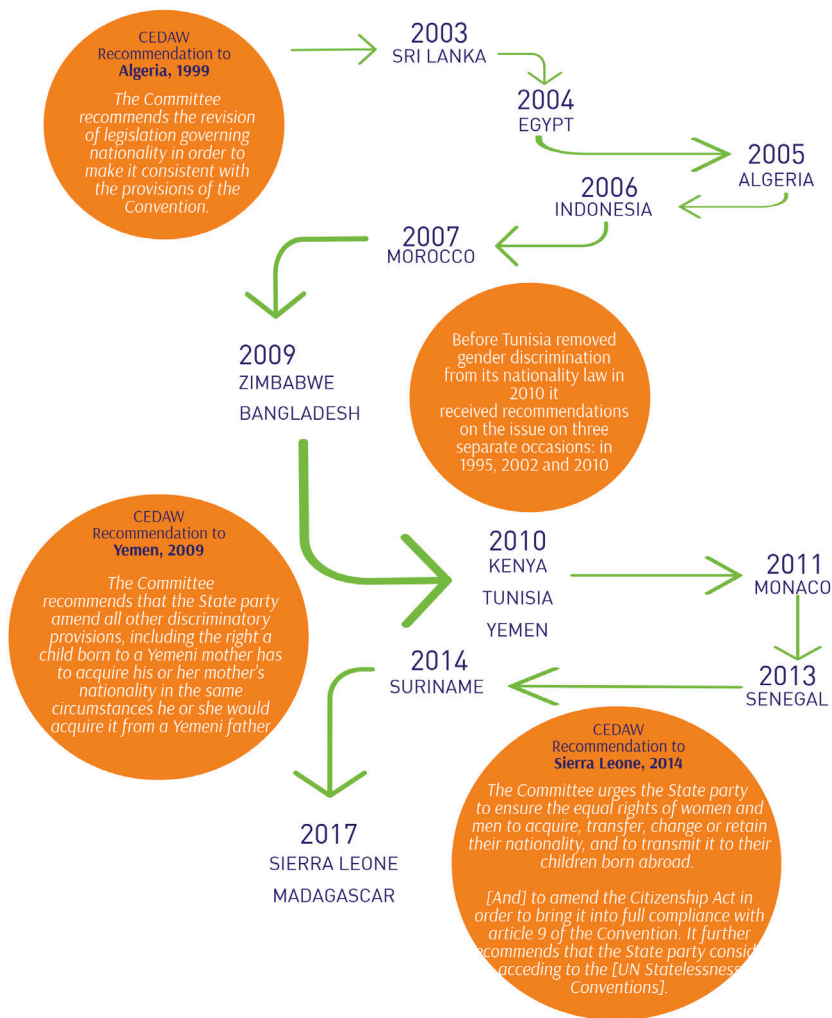 CEDAW
Recommendation to
Algeria, 1999
The Committee
recommends the revision
of legislation governing
nationality in order to
make it consistent with
the provisions of the
Convention.
2003
SRI LANKA
2004
EGYPT
2005
ALGERIA
2006
INDONESIA
2007
MOROCCO
2009
ZIMBABWE
BANGLADESH
Before Tunisia removed
gender discrimination
from its nationality law in
2010 it
received recommendations
on the issue on three
separate occasions: in
1995, 2002 and 2010
CEDAW
Recommendation to
Yemen, 2009
The Committee
recommends that the State party
amend all other discriminatory
provisions, including the right a
child born to a Yemeni mother has
to acquire his or her mother's
nationality in the same
circumstances he or she would
acquire it from a Yemeni father
2010
KENYA
TUNISIA
YEMEN
2011
MONACO
2013
SENEGAL
2014
SURINAME
2017
SIERRA LEONE
MADAGASCAR
CEDAW
Recommendation to
Sierra Leone, 2014
The Committee urges the State party
to ensure the equal rights of women and
men to acquire, transfer, change or retain
their nationality, and to transmit it to their
children born abroad.
[And] to amend the Citizenship Act in
order to bring it into full compliance with
article 9 of the Convention. It further
that the State party
acceding to the [UN Statelessness
Conventions].